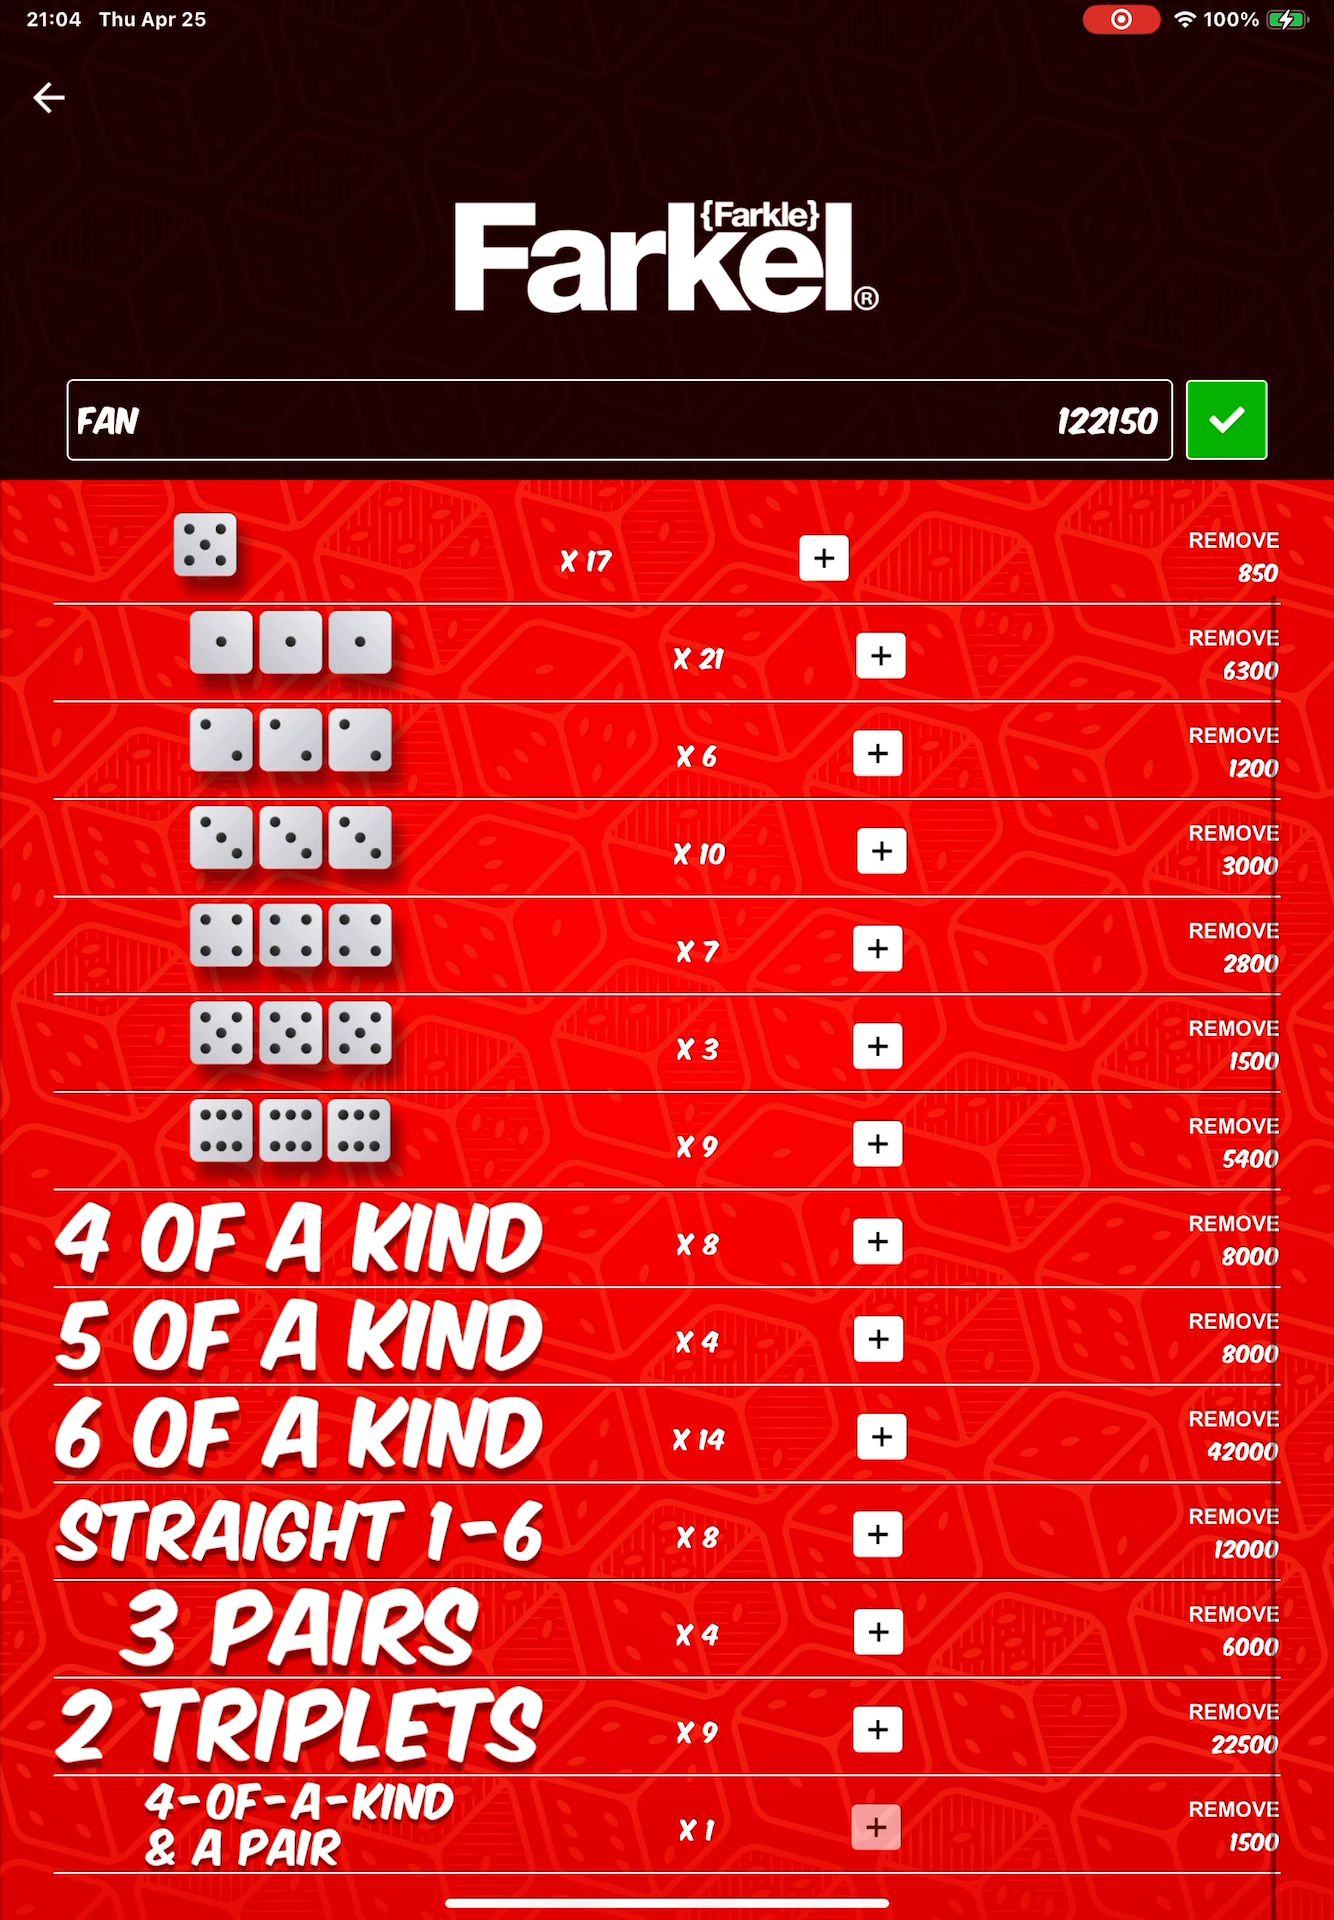 21:04 Thu Apr 25 100%
{Farkle}
Farkel®
FAN 122150
X 17 + REMOVE
850
X 21 + REMOVE
6300
X 6 + REMOVE
1200
X 10 + REMOVE
3000
X 7 + REMOVE
2800
X 3 + REMOVE
1500
X 9 + REMOVE
5400
4 OF A KIND X 8 + REMOVE
8000
5 OF A KIND X 4 + REMOVE
8000
6 OF A KIND X 14 + REMOVE
42000
STRAIGHT 1-6 X 8 + REMOVE
12000
3 PAIRS X 4 + REMOVE
6000
2 TRIPLETS X 9 + REMOVE
22500
4-OF-A-KIND
& A PAIR X 1 + REMOVE
1500